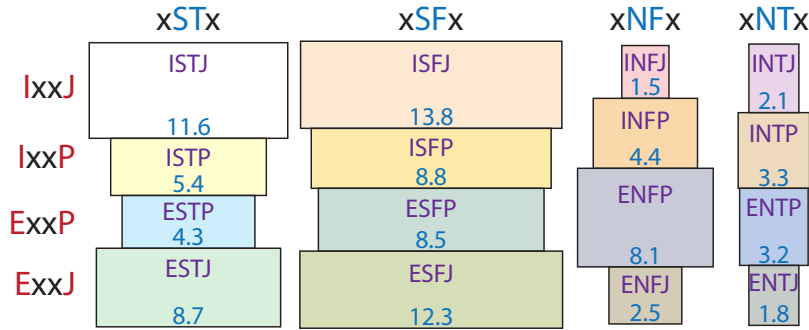 xSTx xSFx xNFx xNTx
IxxJ
ISTJ
11.6
ISFJ
13.8
INFJ
1.5
INTJ
2.1
IxxP
ISTP
5.4
ISFP
8.8
INFP
4.4
INTP
3.3
ExxP
ESTP
4.3
ESFP
8.5
ENFP
8.1
ENTP
3.2
ExxJ
ESTJ
8.7
ESFJ
12.3
ENFJ
2.5
ENTJ
1.8